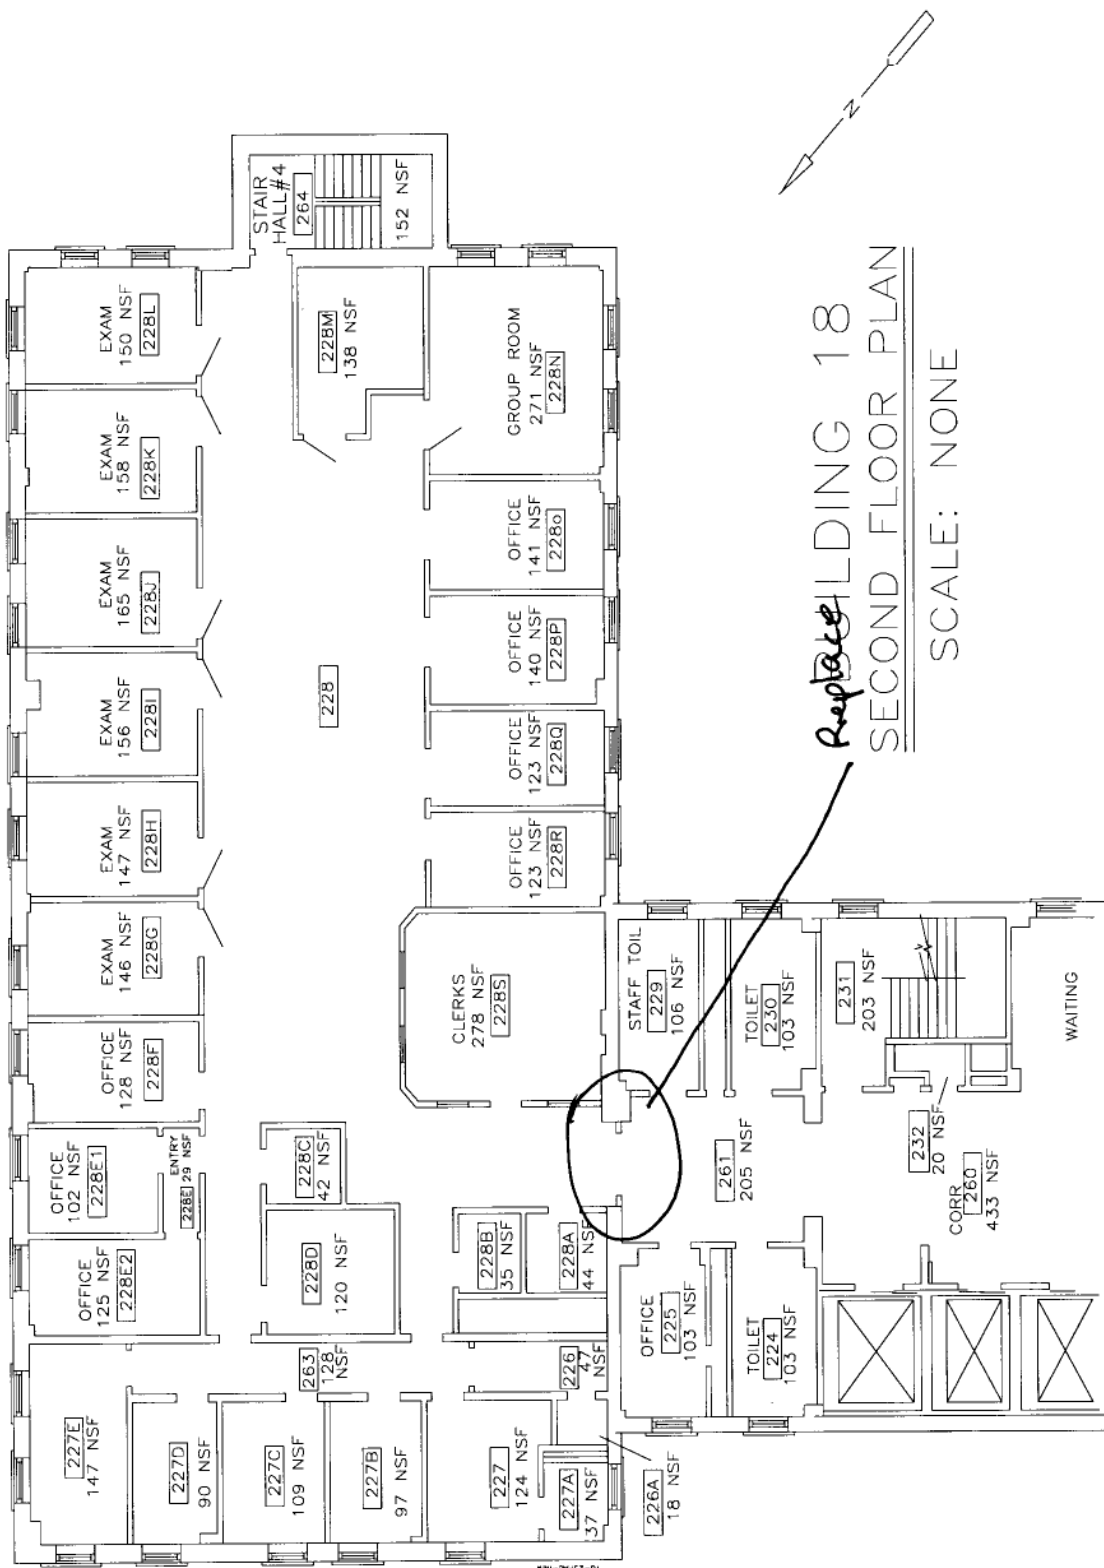 STAIR
HALL#4
264
152 NSF
EXAM
150 NSF
228L
EXAM
158 NSF
228K
EXAM
165 NSF
228J
EXAM
156 NSF
228I
EXAM
147 NSF
228H
EXAM
146 NSF
228G
OFFICE
128 NSF
228F
OFFICE
102 NSF
228E1
ENTRY
228E 29 NSF
OFFICE
125 NSF
228E2
227E
147 NSF
228M
138 NSF
228
228C
42 NSF
228D
120 NSF
263
128
NSF
227D
90 NSF
227C
109 NSF
227B
97 NSF
227
124 NSF
227A
37 NSF
GROUP ROOM
271 NSF
228N
OFFICE
141 NSF
228o
OFFICE
140 NSF
228P
OFFICE
123 NSF
228Q
OFFICE
123 NSF
228R
CLERKS
278 NSF
228S
228B
35 NSF
228A
44 NSF
226
47
NSF
226A
18 NSF
STAFF TOIL
229
106 NSF
TOILET
230
103 NSF
231
203 NSF
261
205 NSF
232
20 NSF
CORR
260
433 NSF
WAITING
OFFICE
225
103 NSF
TOILET
224
103 NSF
N
Replace
BUILDING 18
SECOND FLOOR PLAN
SCALE: NONE